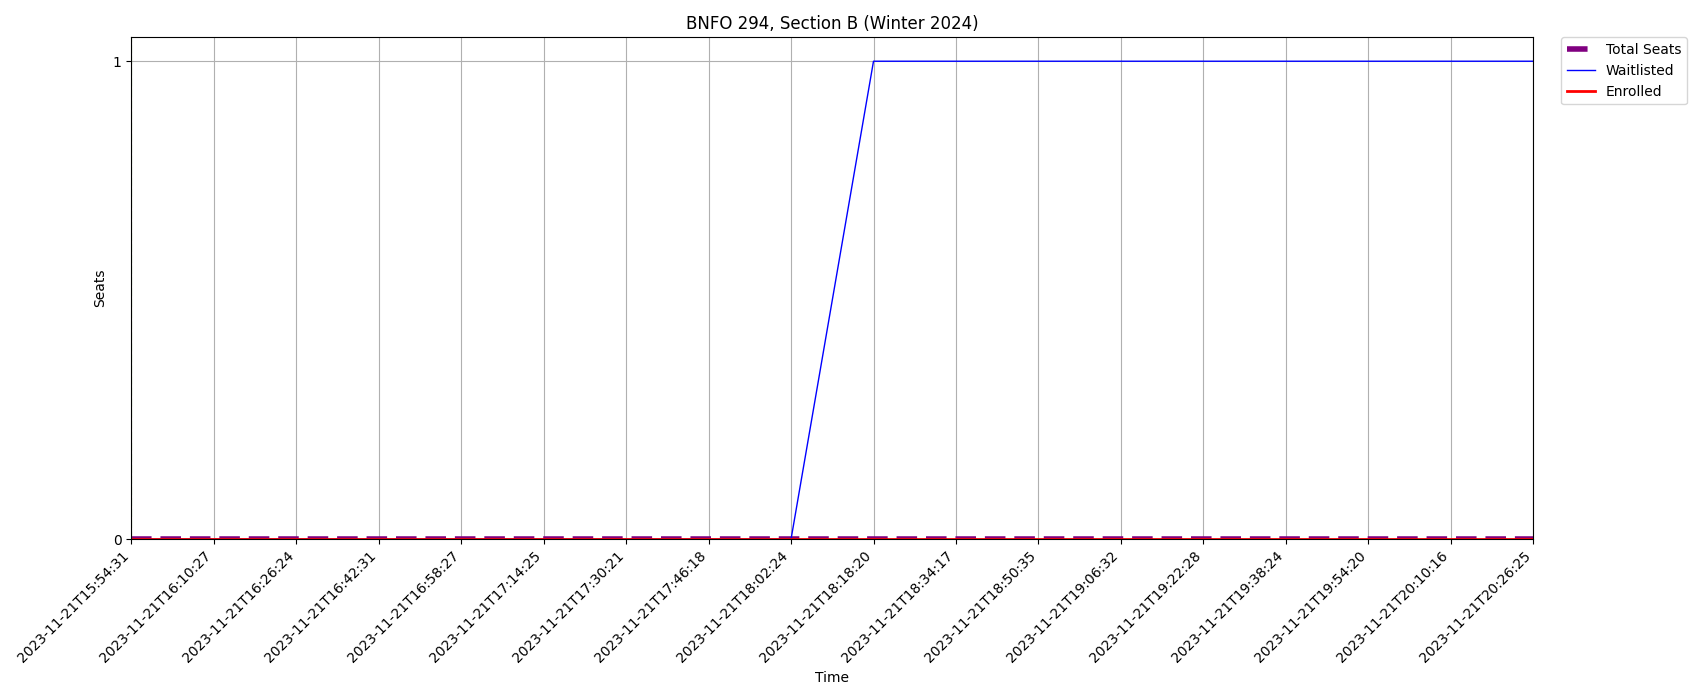 BNFO 294, Section B (Winter 2024)
Total Seats
Waitlisted
Enrolled
1
Seats
0
2023-11-21T15:54:31
2023-11-21T16:10:27
2023-11-21T16:26:24
2023-11-21T16:42:31
2023-11-21T16:58:27
2023-11-21T17:14:25
2023-11-21T17:30:21
2023-11-21T17:46:18
2023-11-21T18:02:24
2023-11-21T18:18:20
2023-11-21T18:34:17
2023-11-21T18:50:35
2023-11-21T19:06:32
2023-11-21T19:22:28
2023-11-21T19:38:24
2023-11-21T19:54:20
2023-11-21T20:10:16
2023-11-21T20:26:25
Time